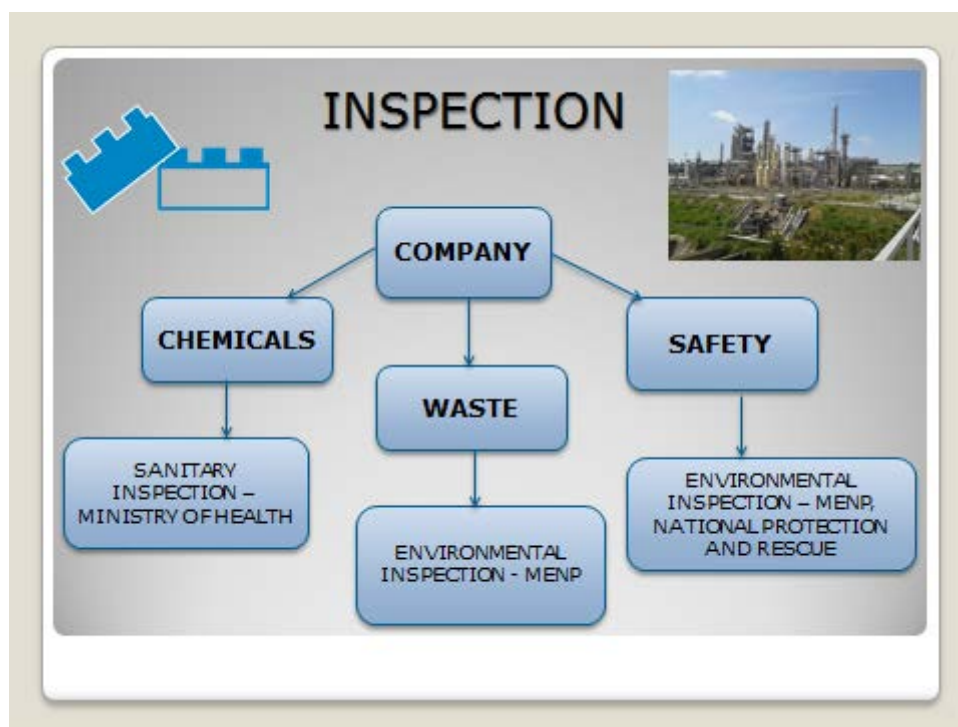 INSPECTION
COMPANY
CHEMICALS
WASTE
SAFETY
SANITARY
INSPECTION –
MINISTRY OF HEALTH
ENVIRONMENTAL
INSPECTION - MENP
ENVIRONMENTAL
INSPECTION – MENP,
NATIONAL PROTECTION
AND RESCUE